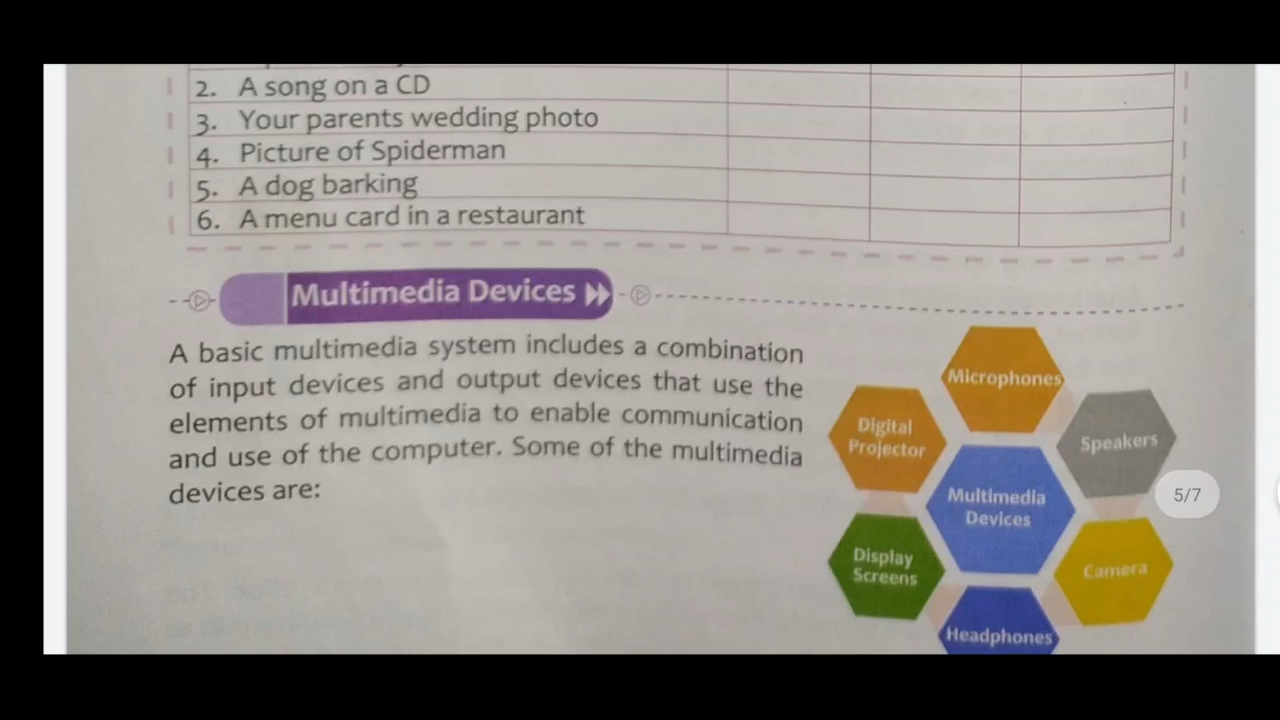 2. A song on a CD
3. Your parents wedding photo
4. Picture of Spiderman
5. A dog barking
6. A menu card in a restaurant
Multimedia Devices
A basic multimedia system includes a combination
of input devices and output devices that use the
elements of multimedia to enable communication
and use of the computer. Some of the multimedia
devices are:
Microphones
Digital
Projector
Speakers
Multimedia
Devices
5/7
Display
Screens
Camera
Headphones